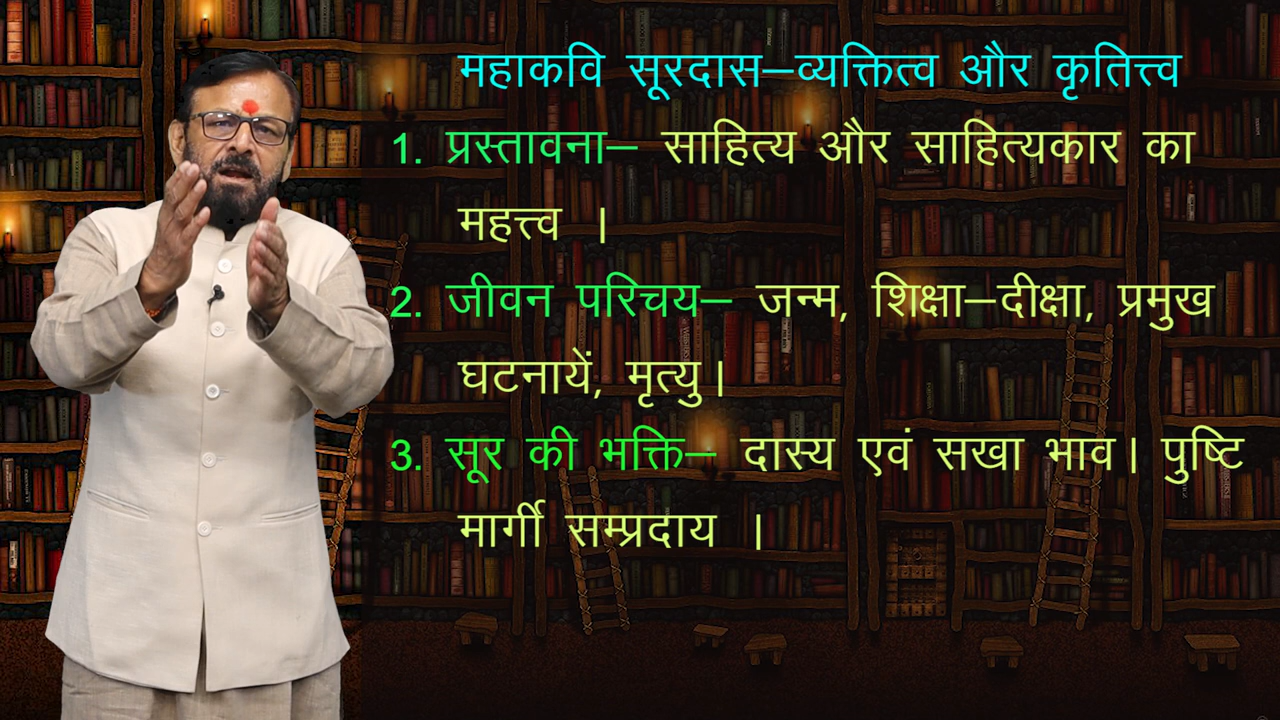 महाकवि सूरदास–व्यक्तित्व और कृतित्त्व
1. प्रस्तावना– साहित्य और साहित्यकार का
महत्त्व ।
2. जीवन परिचय– जन्म, शिक्षा–दीक्षा, प्रमुख
घटनायें, मृत्यु।
3. सूर की भक्ति– दास्य एवं सखा भाव। पुष्टि
मार्गी सम्प्रदाय ।